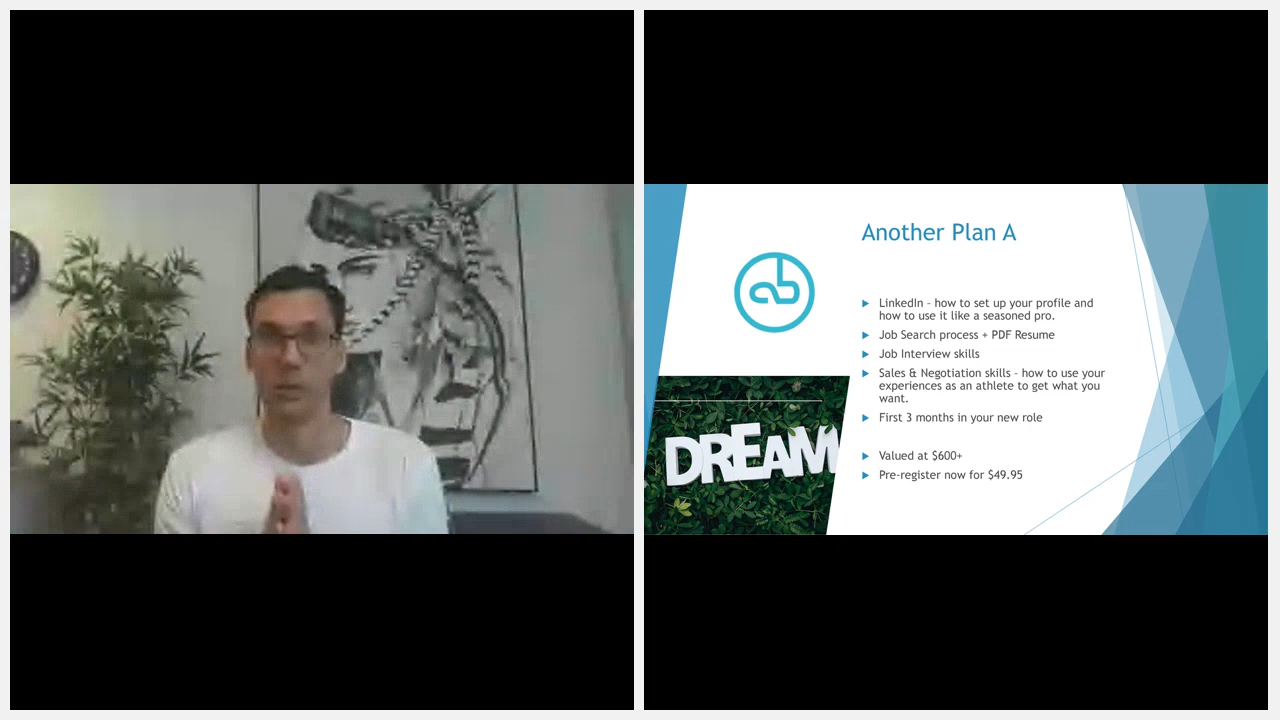 Another Plan A
ab
LinkedIn - how to set up your profile and
how to use it like a seasoned pro.
Job Search process + PDF Resume
Job Interview skills
Sales & Negotiation skills - how to use your
experiences as an athlete to get what you
want.
First 3 months in your new role
Valued at $600+
Pre-register now for $49.95
DREAM